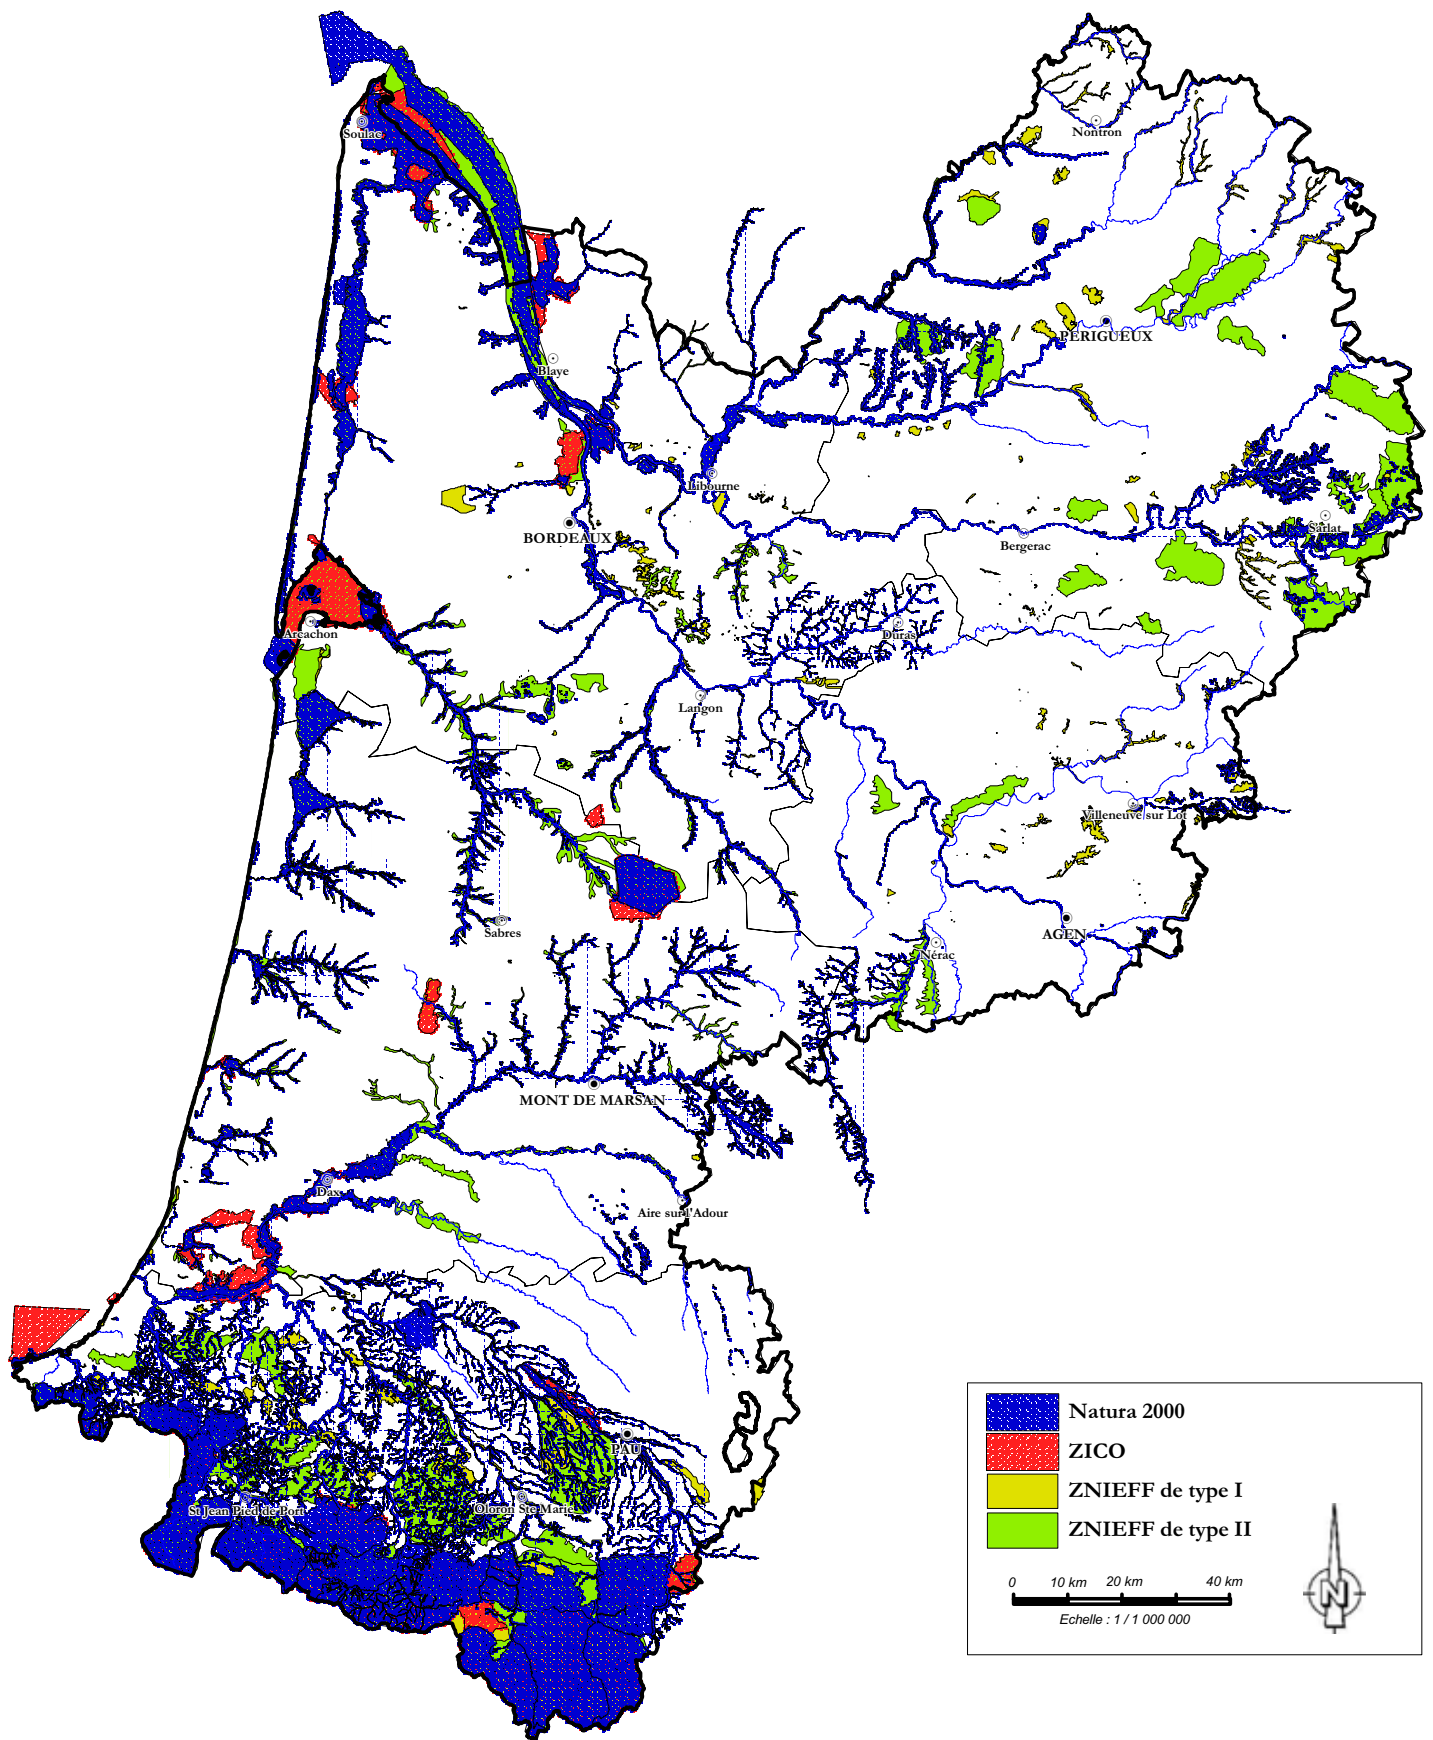 Soulac
Nontron
PÉRIGUEUX
Blaye
Libourne
BORDEAUX
Bergerac
Sarlat
Arcachon
Duras
Langon
Villeneuve sur Lot
Sabres
AGEN
Nérac
MONT DE MARSAN
Dax
Aire sur l'Adour
PAU
St Jean Pied de Port
Oloron Ste Marie
Natura 2000
ZICO
ZNIEFF de type I
ZNIEFF de type II
0 10 km 20 km 40 km
Echelle : 1 / 1 000 000
N